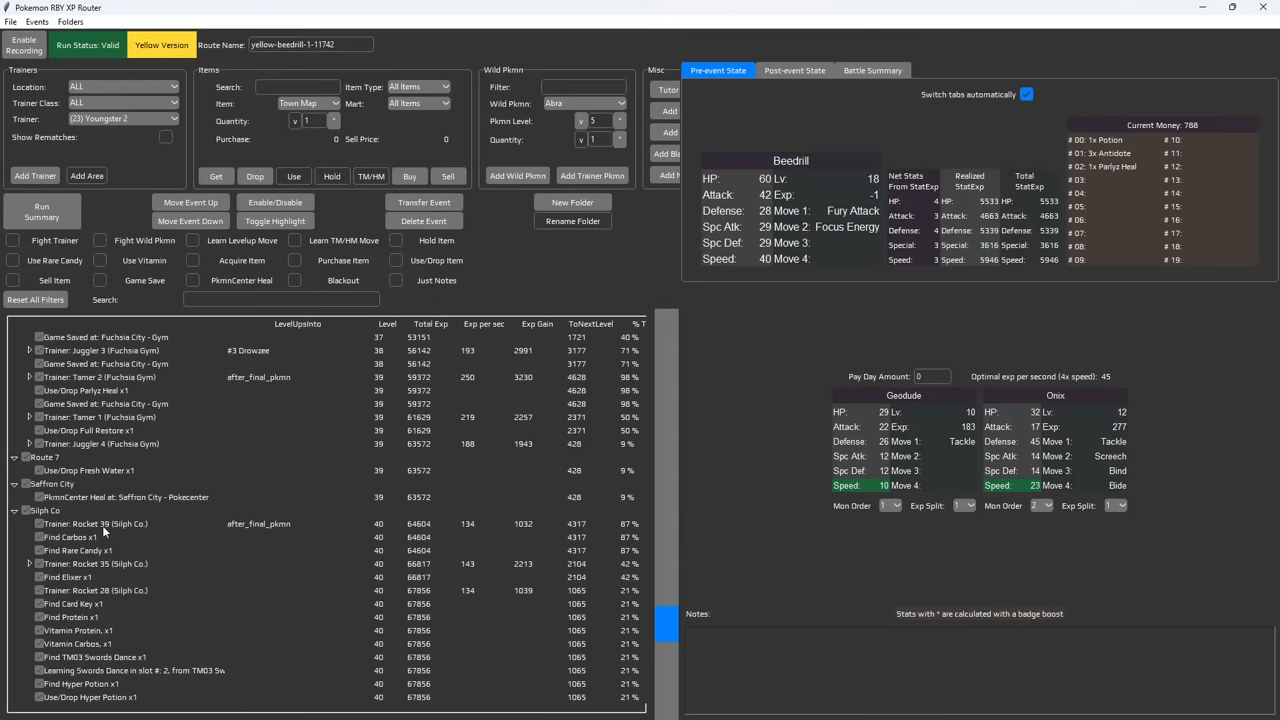 Pokemon RBY XP Router
File Events Folders
Enable Recording
Run Status: Valid
Yellow Version
Route Name: yellow-beedrill-1-11742
Trainers
Location: ALL
Trainer Class: ALL
Trainer: (23) Youngster 2
Show Rematches:
Add Trainer Add Area
Items
Search: Item Type: All Items
Item: Town Map Mart: All Items
Quantity: v 1 ^
Purchase: 0 Sell Price: 0
Get Drop Use Hold TM/HM Buy Sell
Wild Pkmn
Filter:
Wild Pkmn: Abra
Pkmn Level: v 5 ^
Quantity: v 1 ^
Add Wild Pkmn Add Trainer Pkmn
Misc
Tutor
Add
Add
Add Bla
Add N
Run Summary
Move Event Up Enable/Disable Transfer Event New Folder
Move Event Down Toggle Highlight Delete Event Rename Folder
Fight Trainer Fight Wild Pkmn Learn Levelup Move Learn TM/HM Move Hold Item
Use Rare Candy Use Vitamin Acquire Item Purchase Item Use/Drop Item
Sell Item Game Save PkmnCenter Heal Blackout Just Notes
Reset All Filters Search:
LevelUpsInto Level Total Exp Exp per sec Exp Gain ToNextLevel % T
Game Saved at: Fuchsia City - Gym 37 53151 1721 40 %
Trainer: Juggler 3 (Fuchsia Gym) #3 Drowzee 38 56142 193 2991 3177 71 %
Game Saved at: Fuchsia City - Gym 38 56142 3177 71 %
Trainer: Tamer 2 (Fuchsia Gym) after_final_pkmn 39 59372 250 3230 4628 98 %
Use/Drop Parlyz Heal x1 39 59372 4628 98 %
Game Saved at: Fuchsia City - Gym 39 59372 4628 98 %
Trainer: Tamer 1 (Fuchsia Gym) 39 61629 219 2257 2371 50 %
Use/Drop Full Restore x1 39 61629 2371 50 %
Trainer: Juggler 4 (Fuchsia Gym) 39 63572 188 1943 428 9 %
Route 7
Use/Drop Fresh Water x1 39 63572 428 9 %
Saffron City
PkmnCenter Heal at: Saffron City - Pokecenter 39 63572 428 9 %
Silph Co
Trainer: Rocket 39 (Silph Co.) after_final_pkmn 40 64604 134 1032 4317 87 %
Find Carbos x1 40 64604 4317 87 %
Find Rare Candy x1 40 64604 4317 87 %
Trainer: Rocket 35 (Silph Co.) 40 66817 143 2213 2104 42 %
Find Elixer x1 40 66817 2104 42 %
Trainer: Rocket 28 (Silph Co.) 40 67856 134 1039 1065 21 %
Find Card Key x1 40 67856 1065 21 %
Find Protein x1 40 67856 1065 21 %
Vitamin Protein, x1 40 67856 1065 21 %
Vitamin Carbos, x1 40 67856 1065 21 %
Find TM03 Swords Dance x1 40 67856 1065 21 %
Learning Swords Dance in slot #: 2, from TM03 Sw 40 67856 1065 21 %
Find Hyper Potion x1 40 67856 1065 21 %
Use/Drop Hyper Potion x1 40 67856 1065 21 %
Pre-event State Post-event State Battle Summary
Switch tabs automatically
Beedrill
HP: 60 Lv: 18
Attack: 42 Exp: -1
Defense: 28 Move 1: Fury Attack
Spc Atk: 29 Move 2: Focus Energy
Spc Def: 29 Move 3:
Speed: 40 Move 4:
Net Stats From StatExp Realized StatExp Total StatExp
HP: 4 HP: 5533 HP: 5533
Attack: 3 Attack: 4663 Attack: 4663
Defense: 4 Defense: 5339 Defense: 5339
Special: 3 Special: 3616 Special: 3616
Speed: 3 Speed: 5946 Speed: 5946
Current Money: 788
# 00: 1x Potion # 10:
# 01: 3x Antidote # 11:
# 02: 1x Parlyz Heal # 12:
# 03: # 13:
# 04: # 14:
# 05: # 15:
# 06: # 16:
# 07: # 17:
# 08: # 18:
# 09: # 19:
Pay Day Amount: 0 Optimal exp per second (4x speed): 45
Geodude
HP: 29 Lv: 10
Attack: 22 Exp: 183
Defense: 26 Move 1: Tackle
Spc Atk: 12 Move 2:
Spc Def: 12 Move 3:
Speed: 10 Move 4:
Mon Order 1 Exp Split: 1
Onix
HP: 32 Lv: 12
Attack: 17 Exp: 277
Defense: 45 Move 1: Tackle
Spc Atk: 14 Move 2: Screech
Spc Def: 14 Move 3: Bind
Speed: 23 Move 4: Bide
Mon Order 2 Exp Split: 1
Notes: Stats with * are calculated with a badge boost